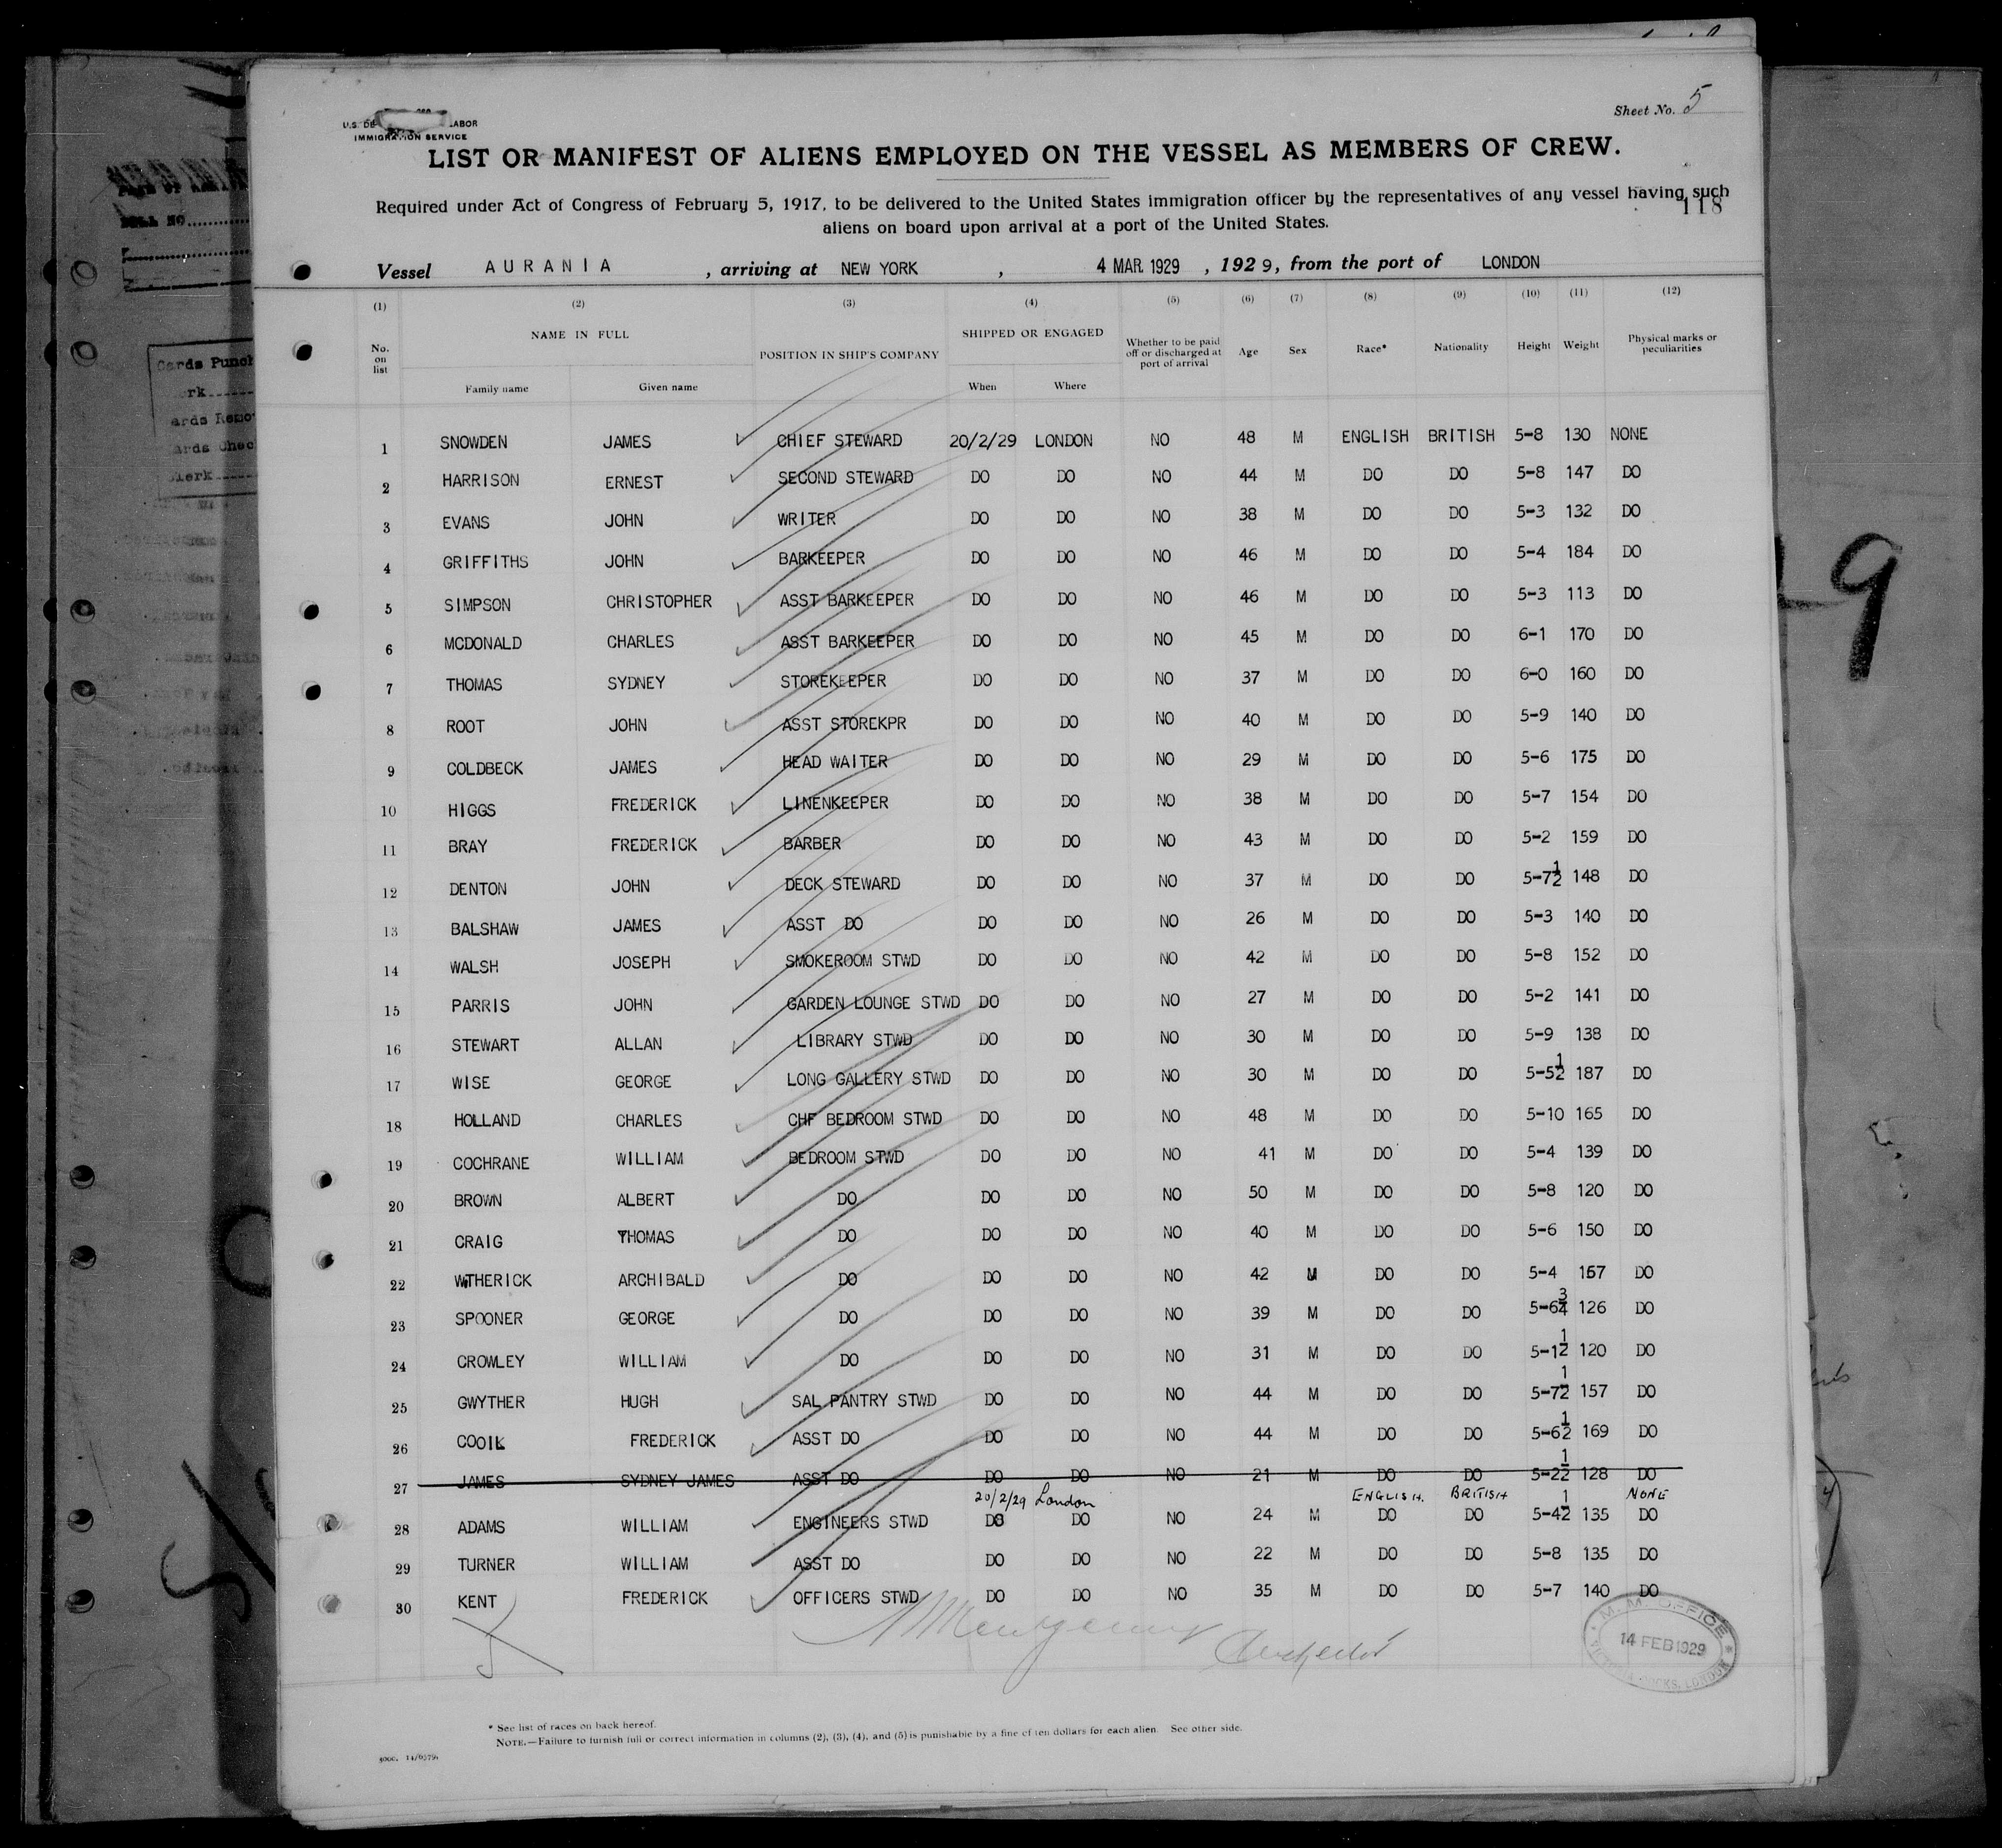 Sheet No. 5
U.S. DE LABOR
IMMIGRATION SERVICE
LIST OR MANIFEST OF ALIENS EMPLOYED ON THE VESSEL AS MEMBERS OF CREW.
Required under Act of Congress of February 5, 1917, to be delivered to the United States immigration officer by the representatives of any vessel having such
118
aliens on board upon arrival at a port of the United States.
Vessel AURANIA , arriving at NEW YORK , 4 MAR 1929 , 1929, from the port of LONDON
(1) (2) (3) (4) (5) (6) (7) (8) (9) (10) (11) (12)
No. on list NAME IN FULL Family name Given name POSITION IN SHIP'S COMPANY SHIPPED OR ENGAGED When Where Whether to be paid off or discharged at port of arrival Age Sex Race* Nationality Height Weight Physical marks or peculiarities
1 SNOWDEN JAMES CHIEF STEWARD 20/2/29 LONDON NO 48 M ENGLISH BRITISH 5-8 130 NONE
2 HARRISON ERNEST SECOND STEWARD DO DO NO 44 M DO DO 5-8 147 DO
3 EVANS JOHN WRITER DO DO NO 38 M DO DO 5-3 132 DO
4 GRIFFITHS JOHN BARKEEPER DO DO NO 46 M DO DO 5-4 184 DO
5 SIMPSON CHRISTOPHER ASST BARKEEPER DO DO NO 46 M DO DO 5-3 113 DO
6 MCDONALD CHARLES ASST BARKEEPER DO DO NO 45 M DO DO 6-1 170 DO
7 THOMAS SYDNEY STOREKEEPER DO DO NO 37 M DO DO 6-0 160 DO
8 ROOT JOHN ASST STOREKPR DO DO NO 40 M DO DO 5-9 140 DO
9 COLDBECK JAMES HEAD WAITER DO DO NO 29 M DO DO 5-6 175 DO
10 HIGGS FREDERICK LINENKEEPER DO DO NO 38 M DO DO 5-7 154 DO
11 BRAY FREDERICK BARBER DO DO NO 43 M DO DO 5-2 159 DO
12 DENTON JOHN DECK STEWARD DO DO NO 37 M DO DO 5-7½ 148 DO
13 BALSHAW JAMES ASST DO DO DO NO 26 M DO DO 5-3 140 DO
14 WALSH JOSEPH SMOKEROOM STWD DO DO NO 42 M DO DO 5-8 152 DO
15 PARRIS JOHN GARDEN LOUNGE STWD DO DO NO 27 M DO DO 5-2 141 DO
16 STEWART ALLAN LIBRARY STWD DO DO NO 30 M DO DO 5-9 138 DO
17 WISE GEORGE LONG GALLERY STWD DO DO NO 30 M DO DO 5-5½ 187 DO
18 HOLLAND CHARLES CHF BEDROOM STWD DO DO NO 48 M DO DO 5-10 165 DO
19 COCHRANE WILLIAM BEDROOM STWD DO DO NO 41 M DO DO 5-4 139 DO
20 BROWN ALBERT DO DO DO NO 50 M DO DO 5-8 120 DO
21 CRAIG THOMAS DO DO DO NO 40 M DO DO 5-6 150 DO
22 WITHERICK ARCHIBALD DO DO DO NO 42 M DO DO 5-4 167 DO
23 SPOONER GEORGE DO DO DO NO 39 M DO DO 5-6¾ 126 DO
24 CROWLEY WILLIAM DO DO DO NO 31 M DO DO 5-1½ 120 DO
25 GWYTHER HUGH SAL PANTRY STWD DO DO NO 44 M DO DO 5-7½ 157 DO
26 COOIL FREDERICK ASST DO DO DO NO 44 M DO DO 5-6½ 169 DO
27 JAMES SYDNEY JAMES ASST DO DO DO NO 21 M DO DO 5-2½ 128 DO
20/2/29 London ENGLISH. BRITISH NONE
28 ADAMS WILLIAM ENGINEERS STWD DO DO NO 24 M DO DO 5-4½ 135 DO
29 TURNER WILLIAM ASST DO DO DO NO 22 M DO DO 5-8 135 DO
30 KENT FREDERICK OFFICERS STWD DO DO NO 35 M DO DO 5-7 140 DO
M. M. OFFICE
14 FEB 1929
DOCKS, LONDON
* See list of races on back hereof.
NOTE.—Failure to furnish full or correct information in columns (2), (3), (4), and (5) is punishable by a fine of ten dollars for each alien. See other side.